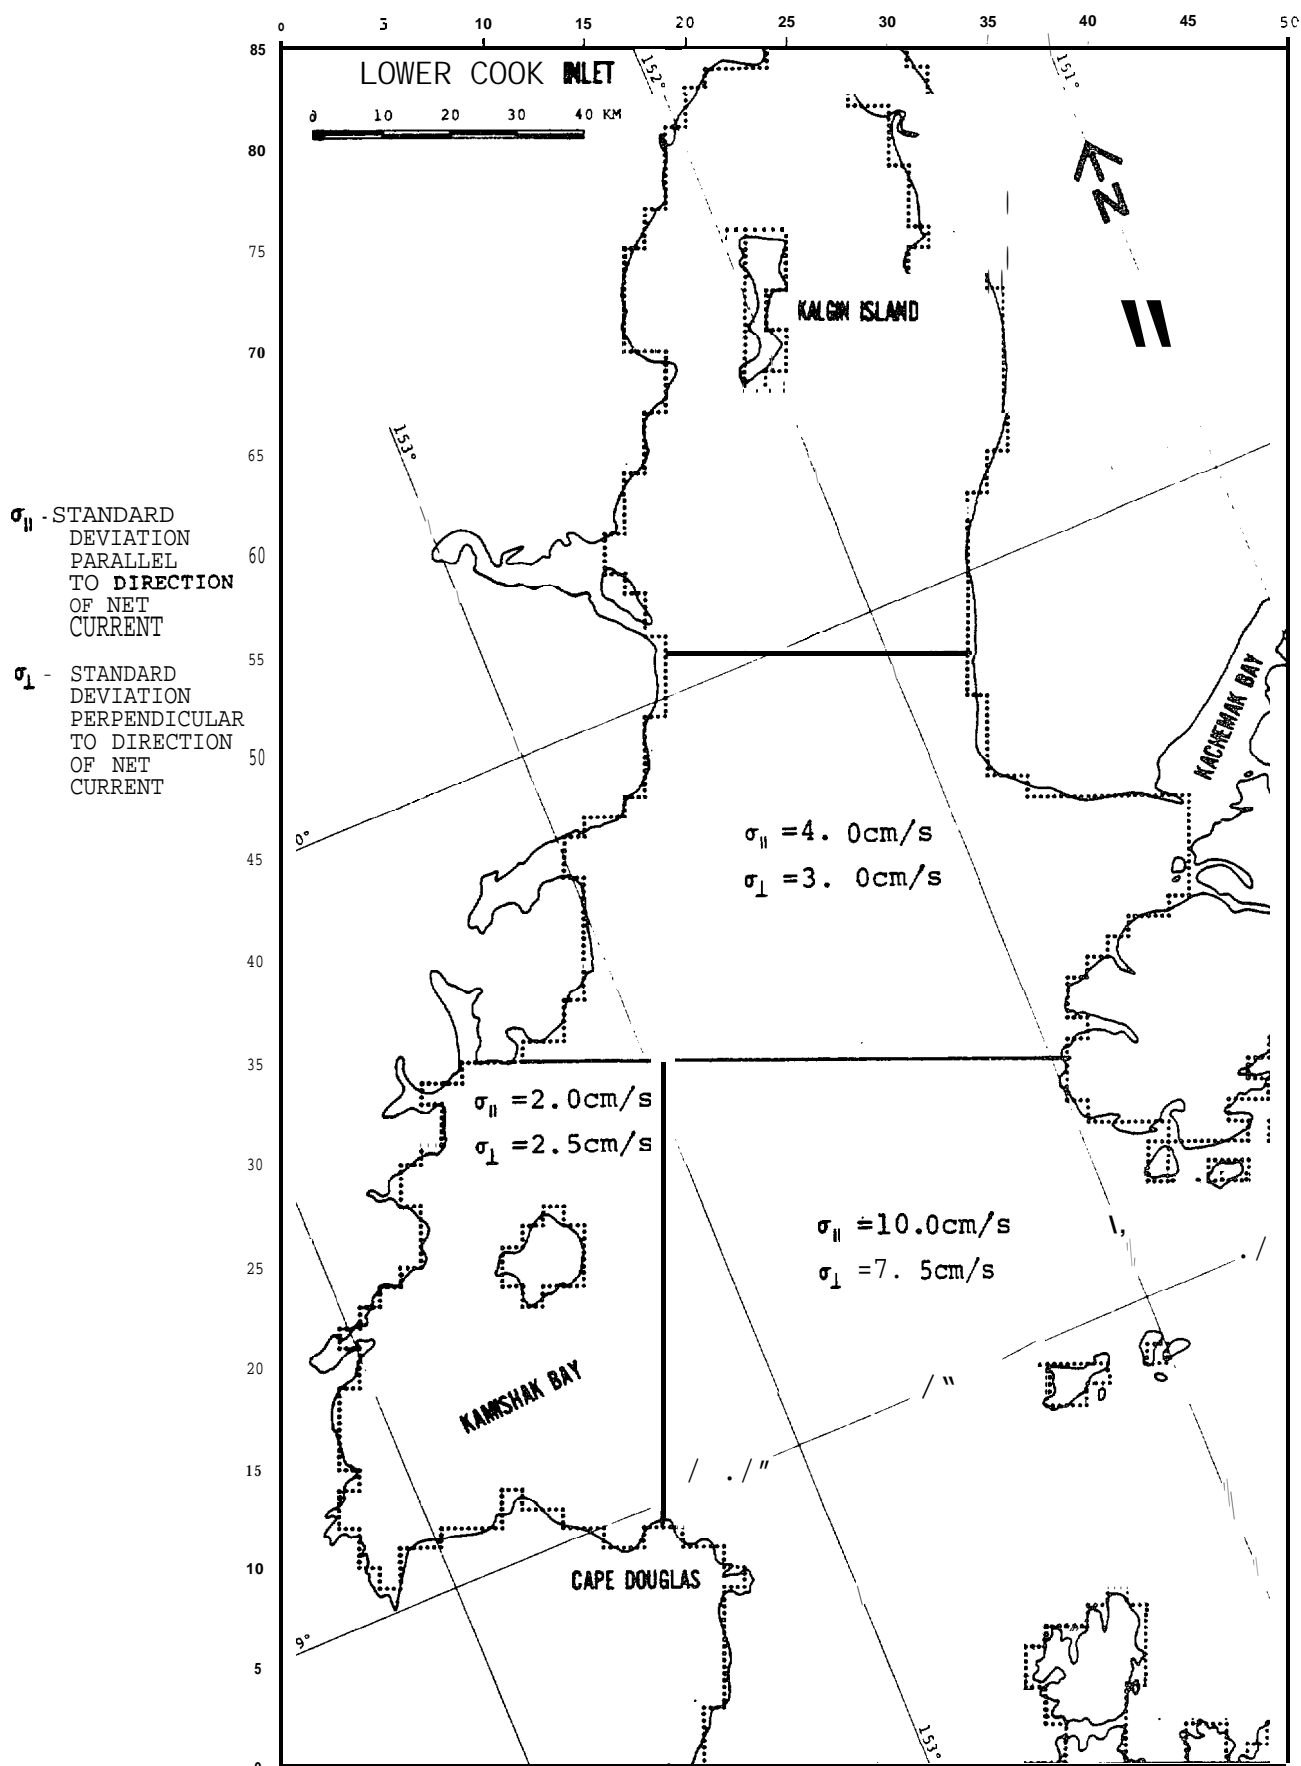 0 5 10 15 20 25 30 35 40 45 50
85
LOWER COOK INLET
0 10 20 30 40 KM
152°
151°
80
N
75
KALGIN ISLAND
70
153°
65
σ∥ - STANDARD
DEVIATION
PARALLEL
TO DIRECTION
OF NET
CURRENT
60
55
σ⊥ - STANDARD
DEVIATION
PERPENDICULAR
TO DIRECTION
OF NET
CURRENT
KACHEMAK BAY
50
0°
σ∥ =4. 0cm/s
45
σ⊥ =3. 0cm/s
40
35
σ∥ =2.0cm/s
σ⊥ =2.5cm/s
30
σ∥ =10.0cm/s
25
σ⊥ =7. 5cm/s
20
KAMISHAK BAY
15
10
CAPE DOUGLAS
9°
5
153°